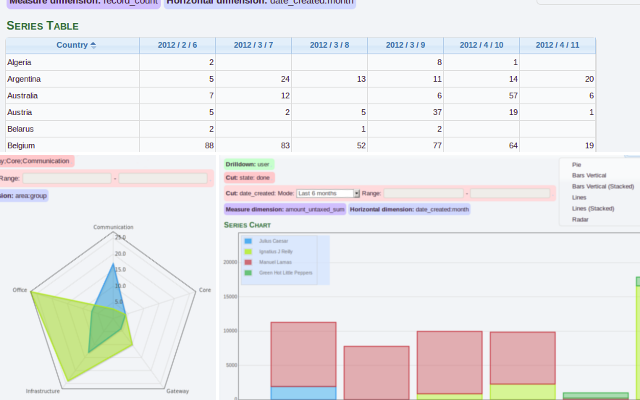 Measure dimension: record_count Horizontal dimension: date_created:month
Series Table
Country 2012 / 2 / 6 2012 / 3 / 7 2012 / 3 / 8 2012 / 3 / 9 2012 / 4 / 10 2012 / 4 / 11
Algeria 2 8 1
Argentina 5 24 13 11 14 20
Australia 7 12 6 57 6
Austria 5 2 5 37 19 1
Belarus 2 1 2
Belgium 88 83 52 77 64 19
y:Core;Communication
Range: -
sion: area:group
Communication
25.0
20.0
15.0
10.0
5.0
Office
Core
Infrastructure
Gateway
Drilldown: user
Cut: state: done
Cut: date_created: Mode: Last 6 months Range: -
Measure dimension: amount_untaxed_sum Horizontal dimension: date_created:month
Pie
Bars Vertical
Bars Vertical (Stacked)
Lines
Lines (Stacked)
Radar
Series Chart
Julius Caesar
Ignatius J Reilly
Manuel Lamas
Green Hot Little Peppers
20000
15000
10000
5000